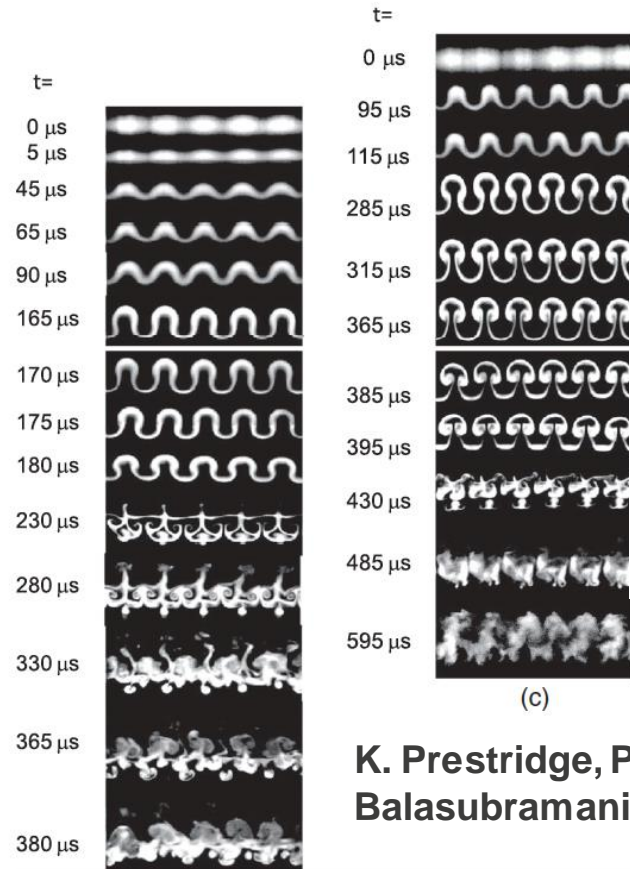 t=
0 μs
5 μs
45 μs
65 μs
90 μs
165 μs
170 μs
175 μs
180 μs
230 μs
280 μs
330 μs
365 μs
380 μs
t=
0 μs
95 μs
115 μs
285 μs
315 μs
365 μs
385 μs
395 μs
430 μs
485 μs
595 μs
(c)
K. Prestridge, P
Balasubramani